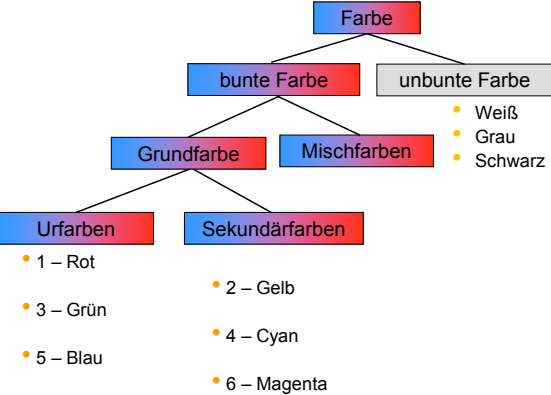 Farbe
bunte Farbe
unbunte Farbe
• Weiß
• Grau
• Schwarz
Grundfarbe
Mischfarben
Urfarben
Sekundärfarben
• 1 – Rot
• 3 – Grün
• 5 – Blau
• 2 – Gelb
• 4 – Cyan
• 6 – Magenta